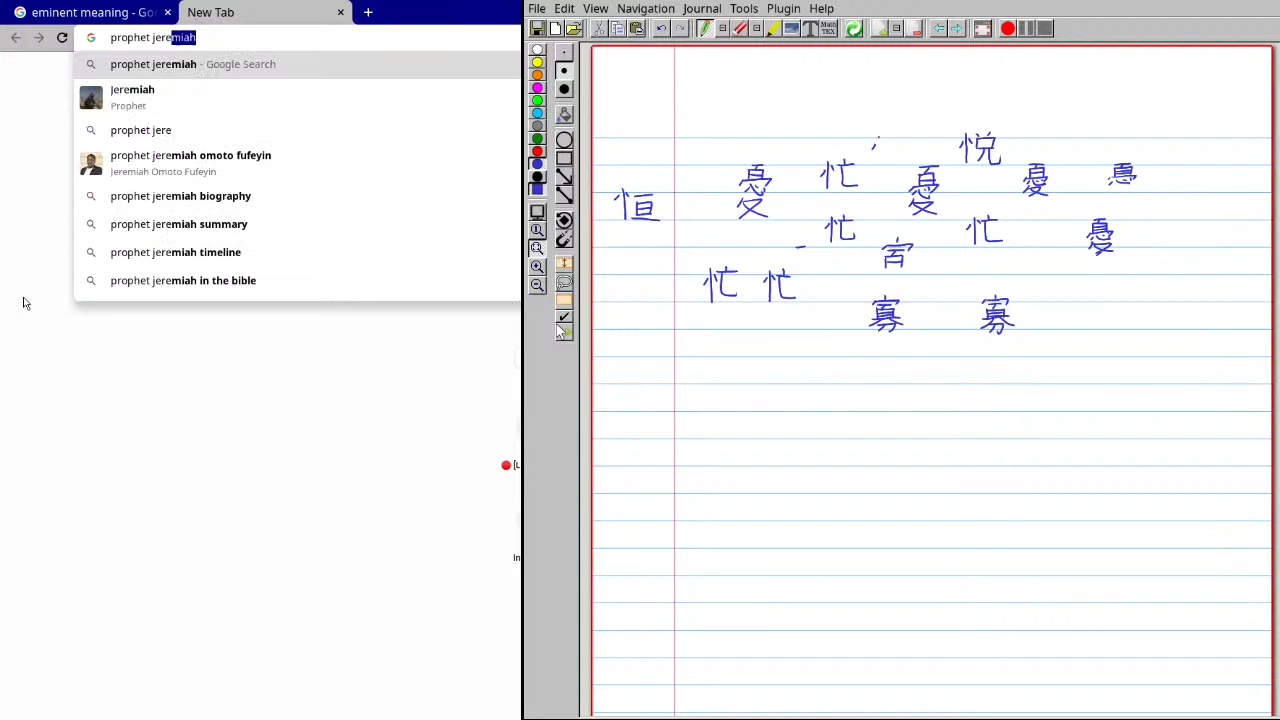 eminent meaning - Go
New Tab
prophet jeremiah
prophet jeremiah - Google Search
Jeremiah
Prophet
prophet jere
prophet jeremiah omoto fufeyin
Jeremiah Omoto Fufeyin
prophet jeremiah biography
prophet jeremiah summary
prophet jeremiah timeline
prophet jeremiah in the bible
[L
In
File Edit View Navigation Journal Tools Plugin Help
Math TEX
悦
憂 忙 憂 憂
恒
忙 忙 憂
忙 忙
寡 寡